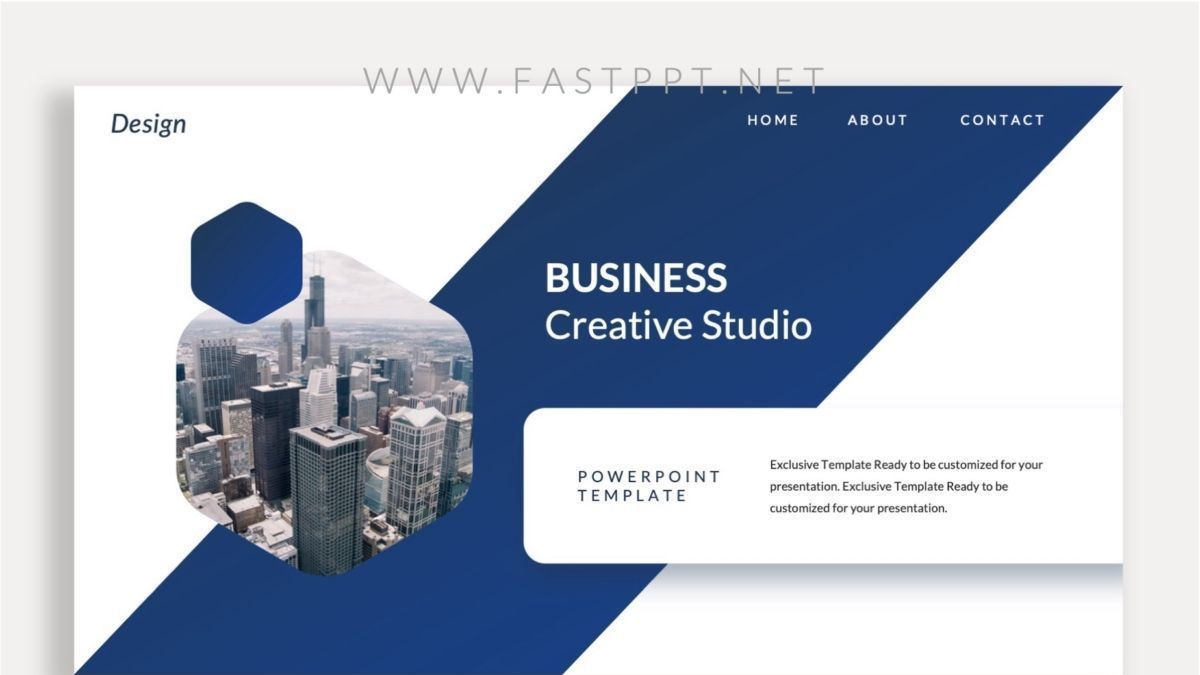 WWW.FASTPPT.NET
Design
HOME ABOUT CONTACT
BUSINESS
Creative Studio
POWERPOINT
TEMPLATE
Exclusive Template Ready to be customized for your
presentation. Exclusive Template Ready to be
customized for your presentation.